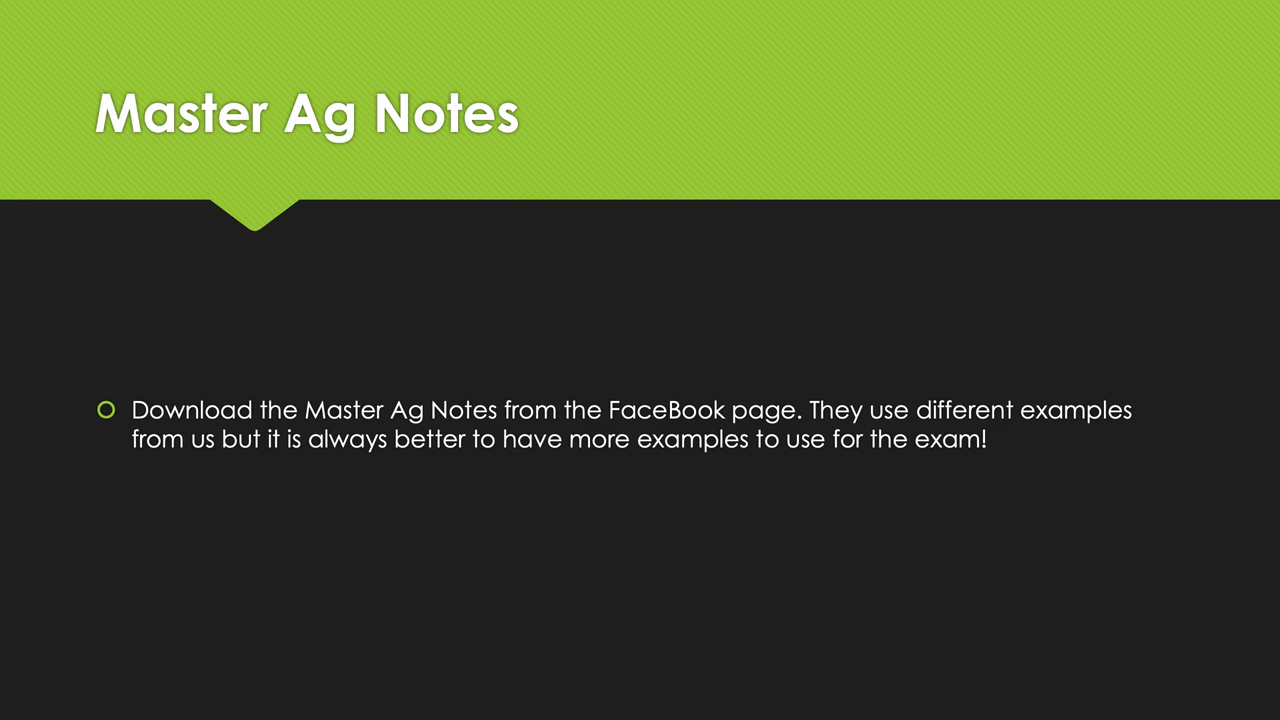 Master Ag Notes
Download the Master Ag Notes from the FaceBook page. They use different examples
from us but it is always better to have more examples to use for the exam!